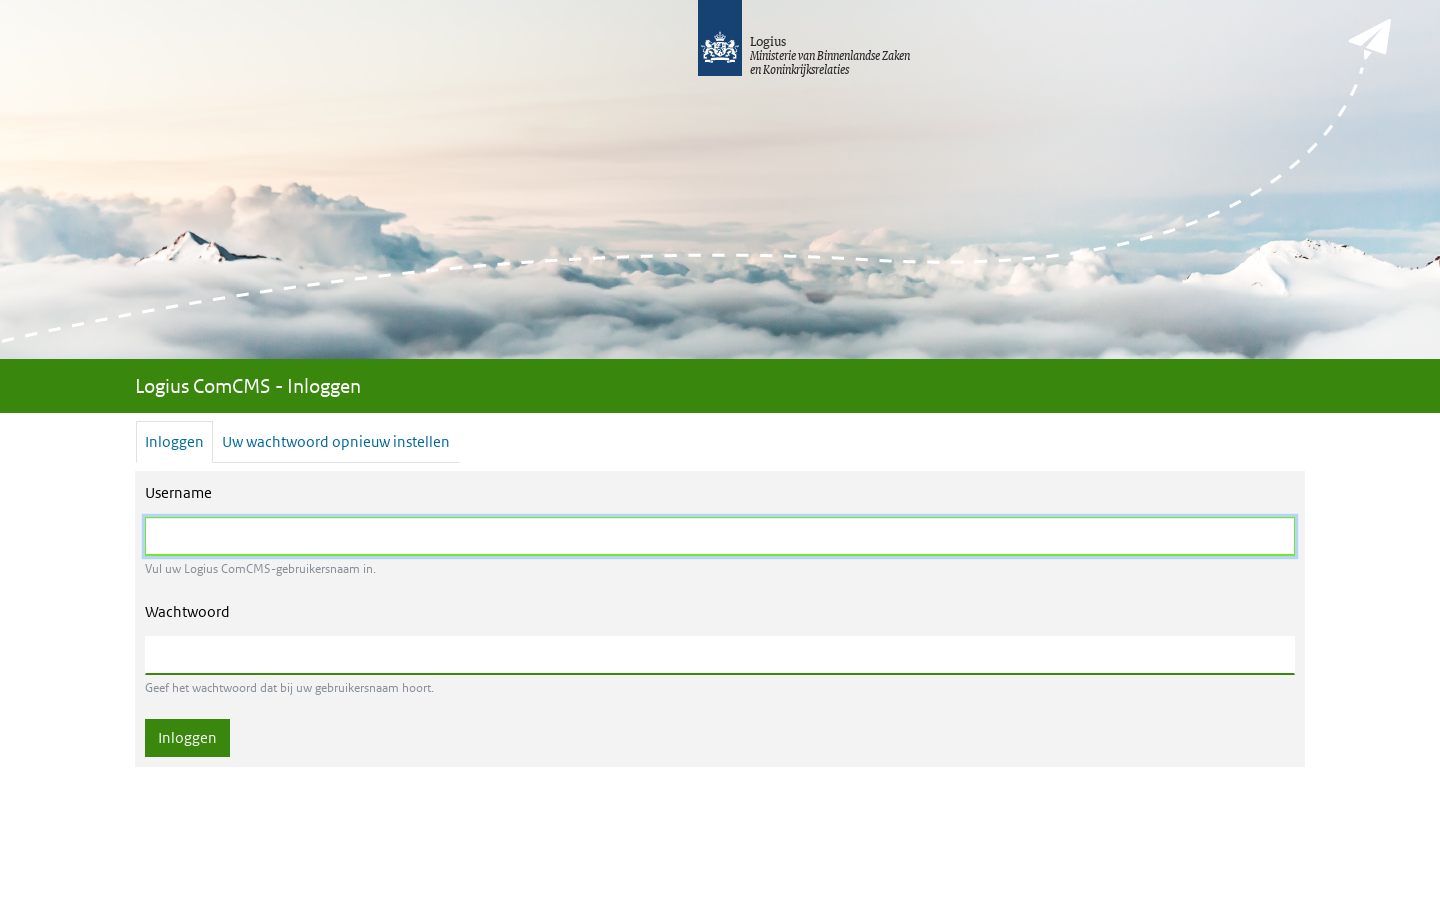 Logius
Ministerie van Binnenlandse Zaken
en Koninkrijksrelaties
Logius ComCMS - Inloggen
Inloggen
Uw wachtwoord opnieuw instellen
Username
Vul uw Logius ComCMS-gebruikersnaam in.
Wachtwoord
Geef het wachtwoord dat bij uw gebruikersnaam hoort.
Inloggen